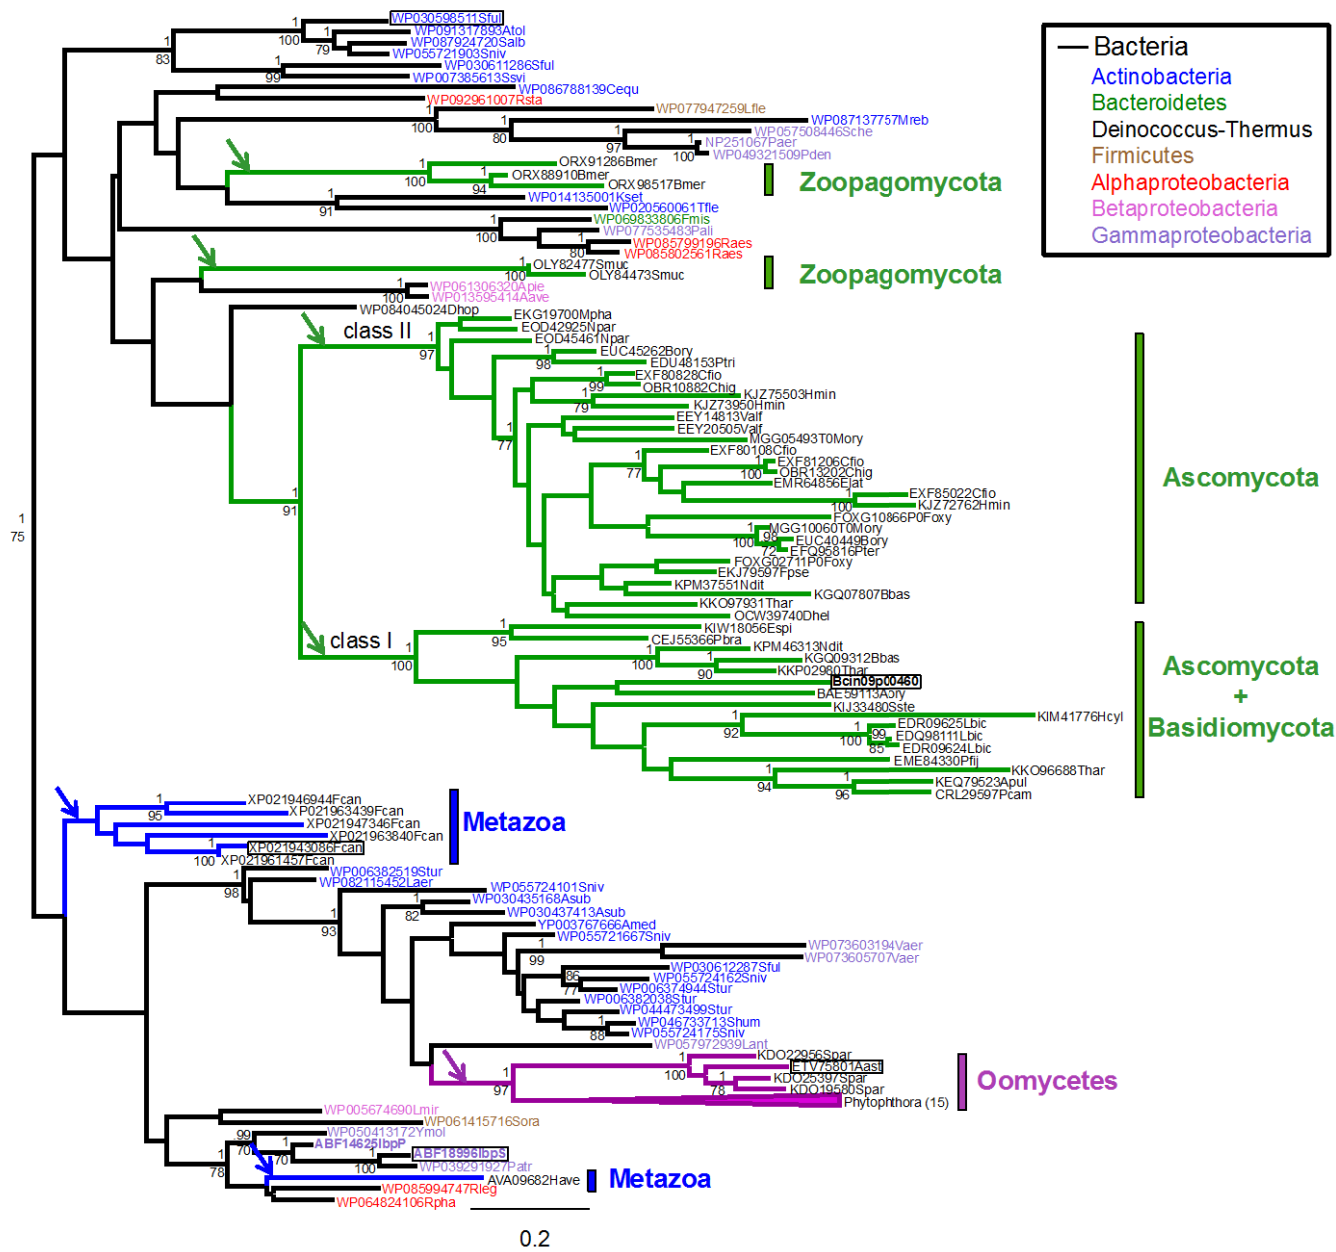 WP030598511Sful
1
100
WP091317893Atol
79
WP087924720Salb
WP055721903Sniv
1
83
1
99
WP030611286Sful
WP007385613Ssvi
WP086788139Cequ
WP092961007Rsta
1
100
WP077947259Lfle
WP087137757Mreb
1
80
WP057508446Sche
1
97
NP251067Paer
1
100
WP049321509Pden
ORX91286Bmer
1
100
ORX88910Bmer
1
94
ORX98517Bmer
WP014135001Kset
1
91
WP020560061Tfle
WP069833806Fmis
1
100
WP077535483Pali
1
80
WP085799196Raes
WP085802561Raes
OLY82477Smuc
1
100
OLY84473Smuc
WP061306320Apie
1
100
WP013595414Aave
WP084045024Dhop
class II
EKG19700Mpha
EOD42925Npar
1
97
EOD45461Npar
EUC45262Bory
1
98
EDU48153Ptri
EXF80828Cfio
1
99
OBR10882Chig
KJZ75503Hmin
1
79
KJZ73950Hmin
EEY14813Valf
EEY20505Valf
1
77
MGG05493T0Mory
EXF80108Cfio
1
77
EXF81206Cfio
1
100
OBR13202Chig
EMR64856Elat
EXF85022Cfio
1
100
KJZ72762Hmin
1
91
FOXG10866P0Foxy
MGG10060T0Mory
1
100
98
EUC40449Bory
72
EFQ95816Pter
1
75
FOXG02711P0Foxy
EKJ79597Fpse
KPM37551Ndit
KGQ07807Bbas
KKO97931Thar
OCW39740Dhel
class I
KIW18056Espi
1
95
CEJ55366Pbra
1
100
KPM46313Ndit
1
100
KGQ09312Bbas
1
90
KKP02980Thar
Bcin09p00460
BAE59113Aory
KIJ33480Sste
KIM41776Hcyl
1
92
EDR09625Lbic
1
100
99
EDQ98111Lbic
85
EDR09624Lbic
EME84330Pfij
KKO96688Thar
1
94
KEQ79523Apul
1
96
CRL29597Pcam
XP021946944Fcan
1
95
XP021963439Fcan
XP021947346Fcan
XP021963840Fcan
1
XP021943086Fcan
100
XP021961457Fcan
WP006382519Stur
1
98
WP082115452Laer
WP055724101Sniv
WP030435168Asub
1
82
WP030437413Asub
1
93
YP003767666Amed
WP055721667Sniv
1
99
WP073603194Vaer
WP073605707Vaer
WP030612287Sful
86
WP055724162Sniv
77
WP006374944Stur
WP006382038Stur
WP044473499Stur
1
WP046733713Shum
88
WP055724175Sniv
WP057972939Lant
KDO22956Spar
1
100
ETV75801Aast
1
97
KDO25397Spar
1
78
KDO19580Spar
Phytophthora (15)
WP005674690Lmir
WP061415716Sora
WP050413172Ymol
.99
70
1
ABF14625IbpP
70
1
ABF18996IbpS
100
WP039291927Patr
1
78
AVA09682Have
WP085994747Rleg
WP064824106Rpha
0.2
Zoopagomycota
Zoopagomycota
Ascomycota
Ascomycota
+
Basidiomycota
Metazoa
Oomycetes
Metazoa
Bacteria
Actinobacteria
Bacteroidetes
Deinococcus-Thermus
Firmicutes
Alphaproteobacteria
Betaproteobacteria
Gammaproteobacteria